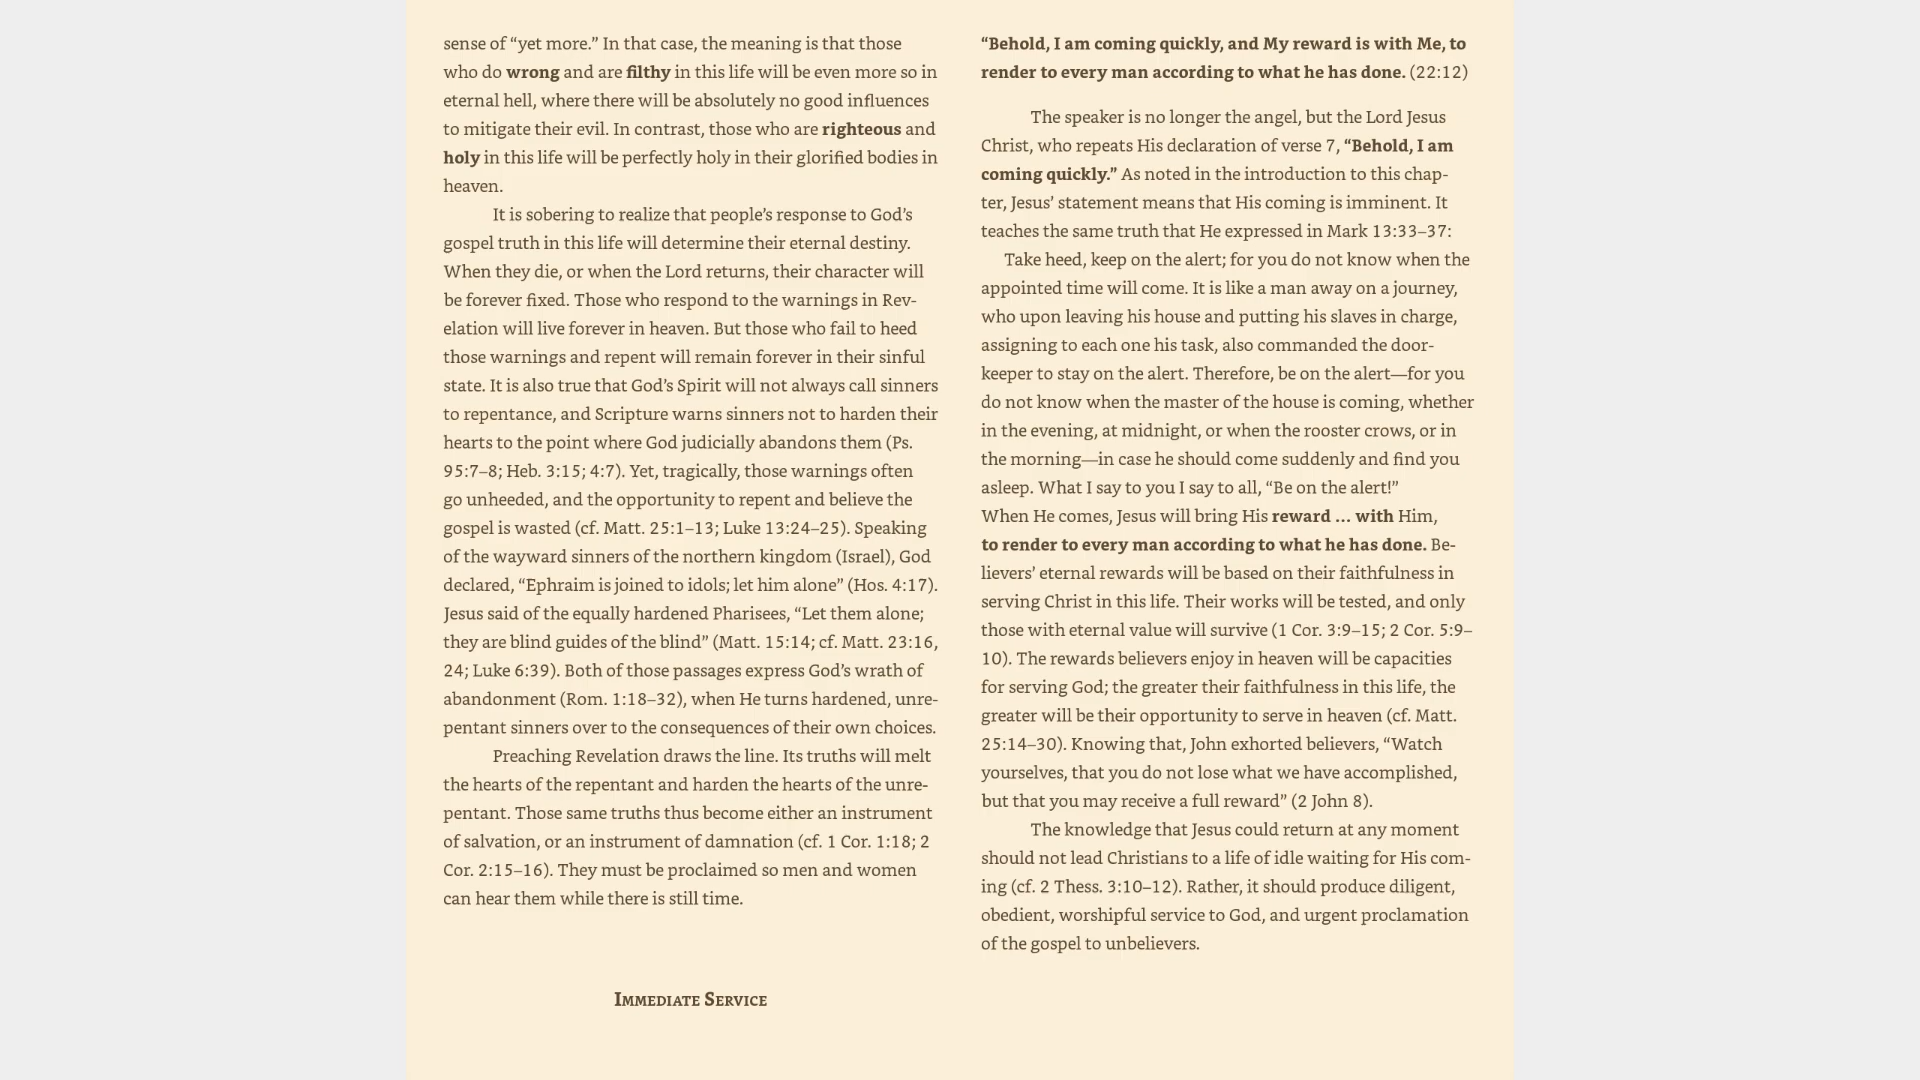 sense of “yet more.” In that case, the meaning is that those
who do wrong and are filthy in this life will be even more so in
eternal hell, where there will be absolutely no good influences
to mitigate their evil. In contrast, those who are righteous and
holy in this life will be perfectly holy in their glorified bodies in
heaven.
It is sobering to realize that people’s response to God’s
gospel truth in this life will determine their eternal destiny.
When they die, or when the Lord returns, their character will
be forever fixed. Those who respond to the warnings in Rev-
elation will live forever in heaven. But those who fail to heed
those warnings and repent will remain forever in their sinful
state. It is also true that God’s Spirit will not always call sinners
to repentance, and Scripture warns sinners not to harden their
hearts to the point where God judicially abandons them (Ps.
95:7–8; Heb. 3:15; 4:7). Yet, tragically, those warnings often
go unheeded, and the opportunity to repent and believe the
gospel is wasted (cf. Matt. 25:1–13; Luke 13:24–25). Speaking
of the wayward sinners of the northern kingdom (Israel), God
declared, “Ephraim is joined to idols; let him alone” (Hos. 4:17).
Jesus said of the equally hardened Pharisees, “Let them alone;
they are blind guides of the blind” (Matt. 15:14; cf. Matt. 23:16,
24; Luke 6:39). Both of those passages express God’s wrath of
abandonment (Rom. 1:18–32), when He turns hardened, unre-
pentant sinners over to the consequences of their own choices.
Preaching Revelation draws the line. Its truths will melt
the hearts of the repentant and harden the hearts of the unre-
pentant. Those same truths thus become either an instrument
of salvation, or an instrument of damnation (cf. 1 Cor. 1:18; 2
Cor. 2:15–16). They must be proclaimed so men and women
can hear them while there is still time.
Immediate Service
“Behold, I am coming quickly, and My reward is with Me, to
render to every man according to what he has done. (22:12)
The speaker is no longer the angel, but the Lord Jesus
Christ, who repeats His declaration of verse 7, “Behold, I am
coming quickly.” As noted in the introduction to this chap-
ter, Jesus’ statement means that His coming is imminent. It
teaches the same truth that He expressed in Mark 13:33–37:
Take heed, keep on the alert; for you do not know when the
appointed time will come. It is like a man away on a journey,
who upon leaving his house and putting his slaves in charge,
assigning to each one his task, also commanded the door-
keeper to stay on the alert. Therefore, be on the alert—for you
do not know when the master of the house is coming, whether
in the evening, at midnight, or when the rooster crows, or in
the morning—in case he should come suddenly and find you
asleep. What I say to you I say to all, “Be on the alert!”
When He comes, Jesus will bring His reward ... with Him,
to render to every man according to what he has done. Be-
lievers’ eternal rewards will be based on their faithfulness in
serving Christ in this life. Their works will be tested, and only
those with eternal value will survive (1 Cor. 3:9–15; 2 Cor. 5:9–
10). The rewards believers enjoy in heaven will be capacities
for serving God; the greater their faithfulness in this life, the
greater will be their opportunity to serve in heaven (cf. Matt.
25:14–30). Knowing that, John exhorted believers, “Watch
yourselves, that you do not lose what we have accomplished,
but that you may receive a full reward” (2 John 8).
The knowledge that Jesus could return at any moment
should not lead Christians to a life of idle waiting for His com-
ing (cf. 2 Thess. 3:10–12). Rather, it should produce diligent,
obedient, worshipful service to God, and urgent proclamation
of the gospel to unbelievers.